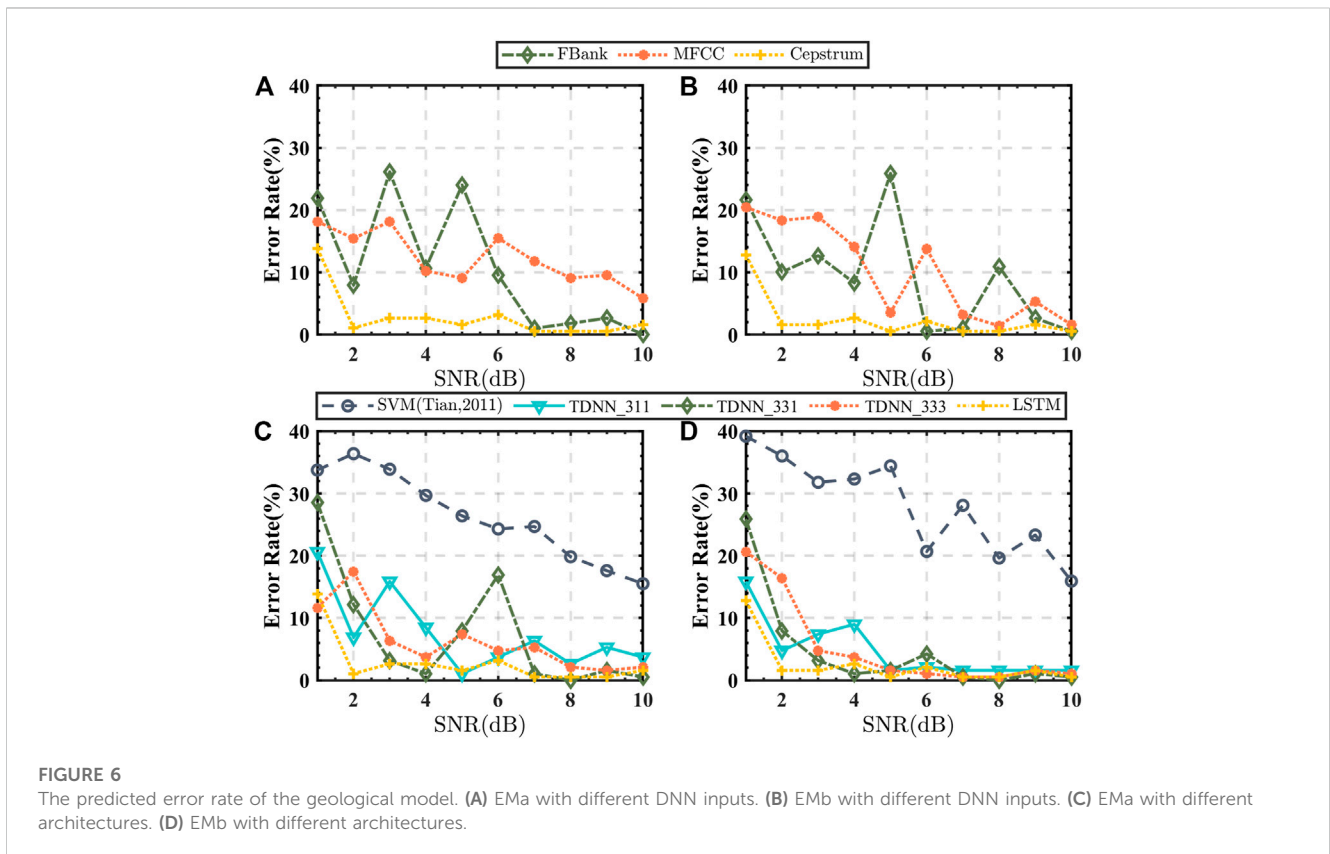 FBank MFCC Cepstrum
A
B
40
30
20
10
0
Error Rate(%)
2 4 6 8 10
SNR(dB)
40
30
20
10
0
Error Rate(%)
2 4 6 8 10
SNR(dB)
SVM(Tian,2011) TDNN_311 TDNN_331 TDNN_333 LSTM
C
D
40
30
20
10
0
Error Rate(%)
2 4 6 8 10
SNR(dB)
40
30
20
10
0
Error Rate(%)
2 4 6 8 10
SNR(dB)
FIGURE 6
The predicted error rate of the geological model. (A) EMa with different DNN inputs. (B) EMb with different DNN inputs. (C) EMa with different
architectures. (D) EMb with different architectures.